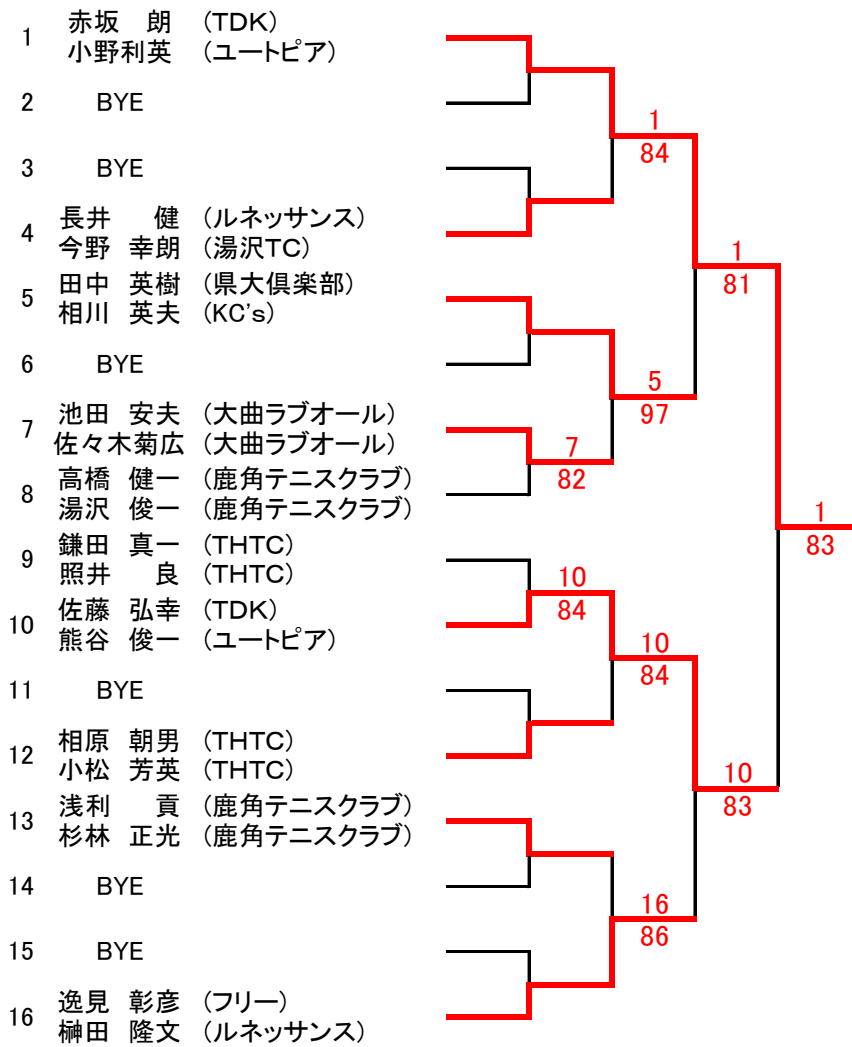 1 赤坂 朗 (TDK)
小野利英 (ユートピア)
2 BYE
3 BYE
4 長井 健 (ルネッサンス)
今野 幸朗 (湯沢TC)
5 田中 英樹 (県大倶楽部)
相川 英夫 (KC's)
6 BYE
7 池田 安夫 (大曲ラブオール)
佐々木菊広 (大曲ラブオール)
8 高橋 健一 (鹿角テニスクラブ)
湯沢 俊一 (鹿角テニスクラブ)
9 鎌田 真一 (THTC)
照井 良 (THTC)
10 佐藤 弘幸 (TDK)
熊谷 俊一 (ユートピア)
11 BYE
12 相原 朝男 (THTC)
小松 芳英 (THTC)
13 浅利 貢 (鹿角テニスクラブ)
杉林 正光 (鹿角テニスクラブ)
14 BYE
15 BYE
16 逸見 彰彦 (フリー)
榊田 隆文 (ルネッサンス)
7
82
10
84
1
84
5
97
10
84
16
86
1
81
10
83
1
83